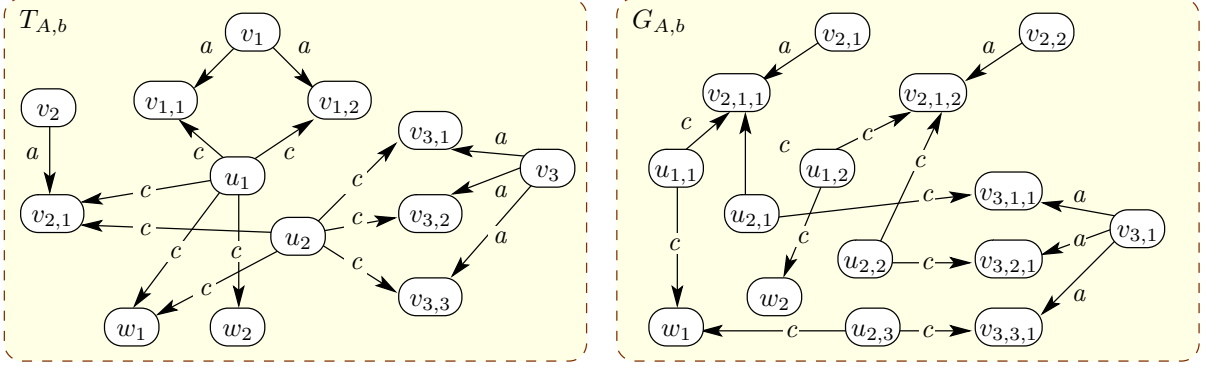 T_{A,b}
v_1
a a
v_{1,1} v_{1,2}
v_2
a
c c
u_1
v_{2,1}
c
c
u_2
c
c
c
v_{3,1}
a
v_3
v_{3,2}
a
a
v_{3,3}
c
c
c
w_1 w_2
G_{A,b}
v_{2,1} v_{2,2}
a a
v_{2,1,1} v_{2,1,2}
c c c
u_{1,1} u_{1,2}
c
u_{2,1}
c
v_{3,1,1}
a
v_{3,1}
c
c
u_{2,2}
c
v_{3,2,1}
a
w_2
a
w_1
c
u_{2,3}
c
v_{3,3,1}